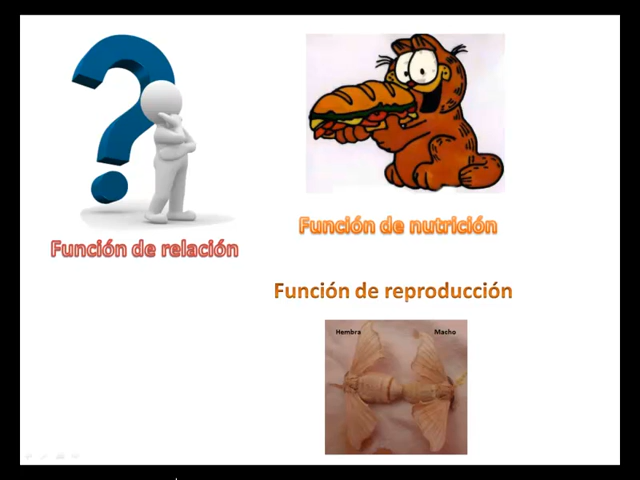 Función de relación
Función de nutrición
Función de reproducción
Hembra
Macho